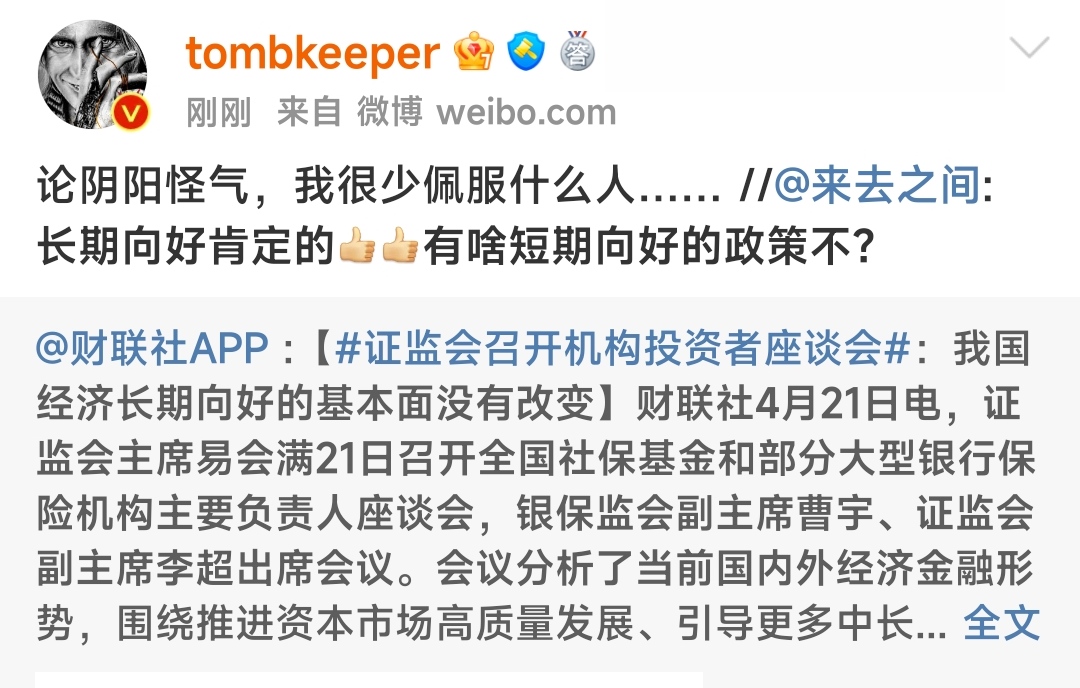 tombkeeper 答
刚刚 来自 微博 weibo.com
论阴阳怪气，我很少佩服什么人...... //@来去之间:
长期向好肯定的👍👍有啥短期向好的政策不？
@财联社APP：【#证监会召开机构投资者座谈会#：我国
经济长期向好的基本面没有改变】财联社4月21日电，证
监会主席易会满21日召开全国社保基金和部分大型银行保
险机构主要负责人座谈会，银保监会副主席曹宇、证监会
副主席李超出席会议。会议分析了当前国内外经济金融形
势，围绕推进资本市场高质量发展、引导更多中长... 全文